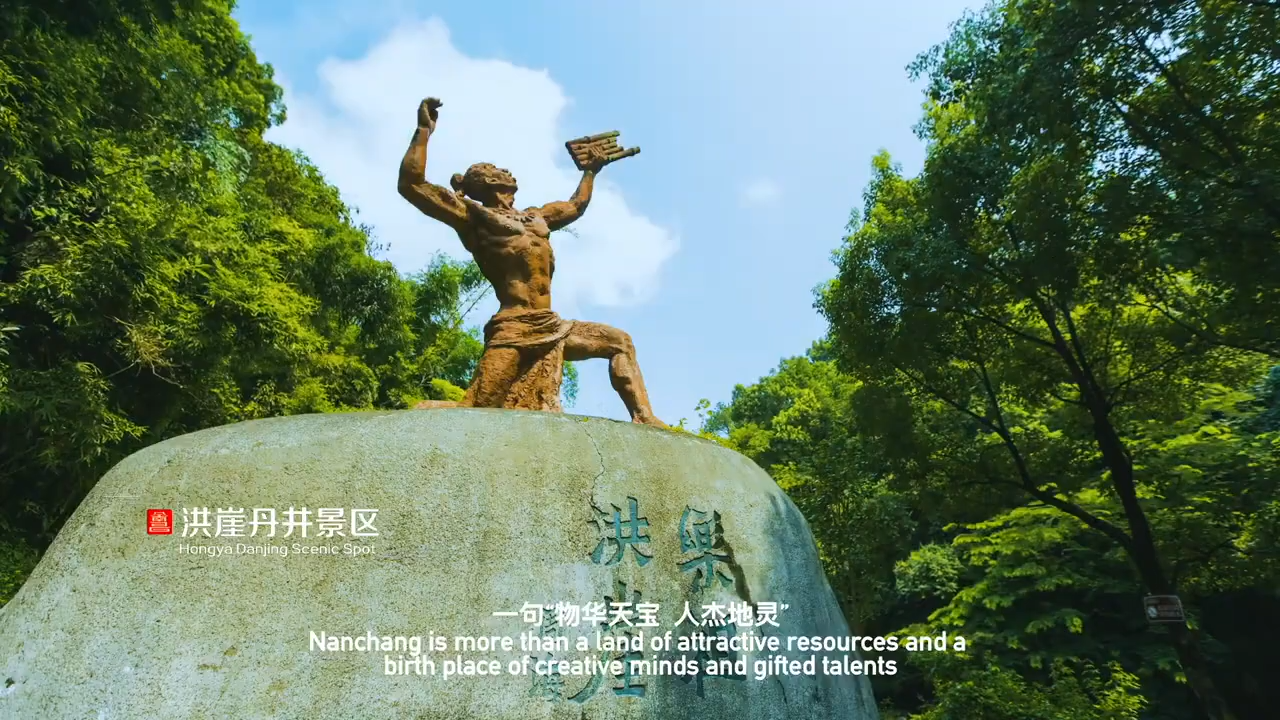 洪崖丹井景区
Hongya Danjing Scenic Spot
樂
洪崖
一句“物华天宝 人杰地灵”
Nanchang is more than a land of attractive resources and a
birth place of creative minds and gifted talents